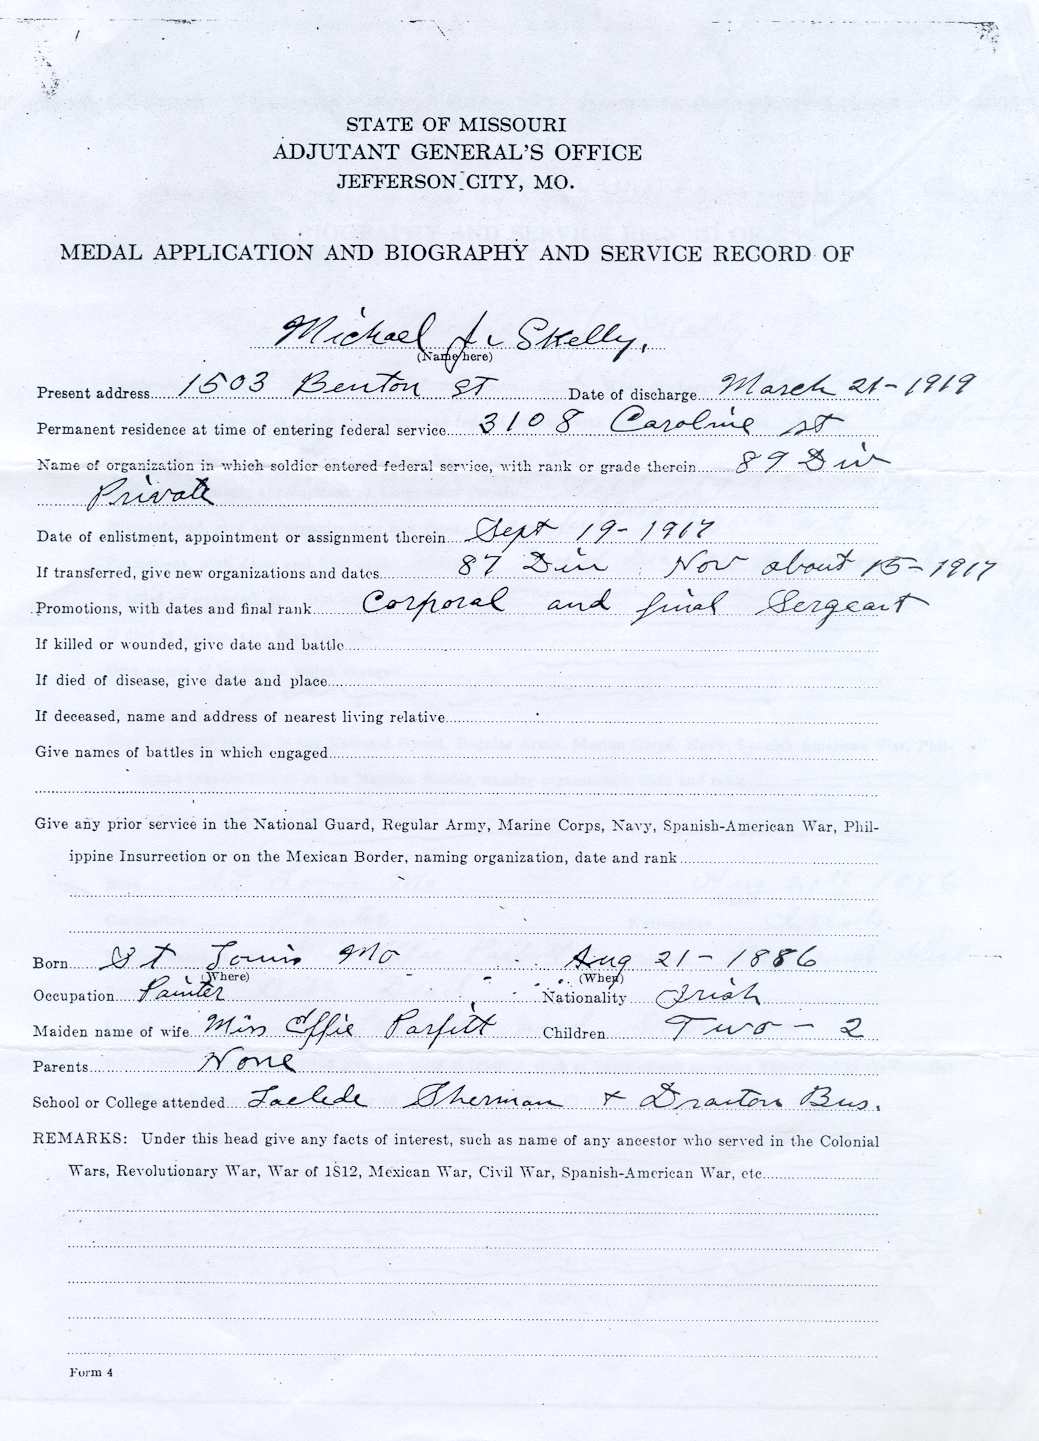 STATE OF MISSOURI
ADJUTANT GENERAL'S OFFICE
JEFFERSON CITY, MO.
MEDAL APPLICATION AND BIOGRAPHY AND SERVICE RECORD OF
Michael J. Skelly.
(Name here)
Present address 1503 Benton St Date of discharge March 21-1919
Permanent residence at time of entering federal service 3108 Caroline St
Name of organization in which soldier entered federal service, with rank or grade therein 89 Div
Private
Date of enlistment, appointment or assignment therein Sept 19-1917
If transferred, give new organizations and dates 87 Div Nov about 15-1917
Promotions, with dates and final rank Corporal and final Sergeant
If killed or wounded, give date and battle
If died of disease, give date and place
If deceased, name and address of nearest living relative
Give names of battles in which engaged
Give any prior service in the National Guard, Regular Army, Marine Corps, Navy, Spanish-American War, Phil-
ippine Insurrection or on the Mexican Border, naming organization, date and rank
Born St Louis Mo Aug 21-1886
(Where) (When)
Occupation Painter Nationality Irish
Maiden name of wife Miss Effie Parfitt Children Two - 2
Parents None
School or College attended Laclede Sherman + Bus.
REMARKS: Under this head give any facts of interest, such as name of any ancestor who served in the Colonial
Wars, Revolutionary War, War of 1812, Mexican War, Civil War, Spanish-American War, etc
Form 4